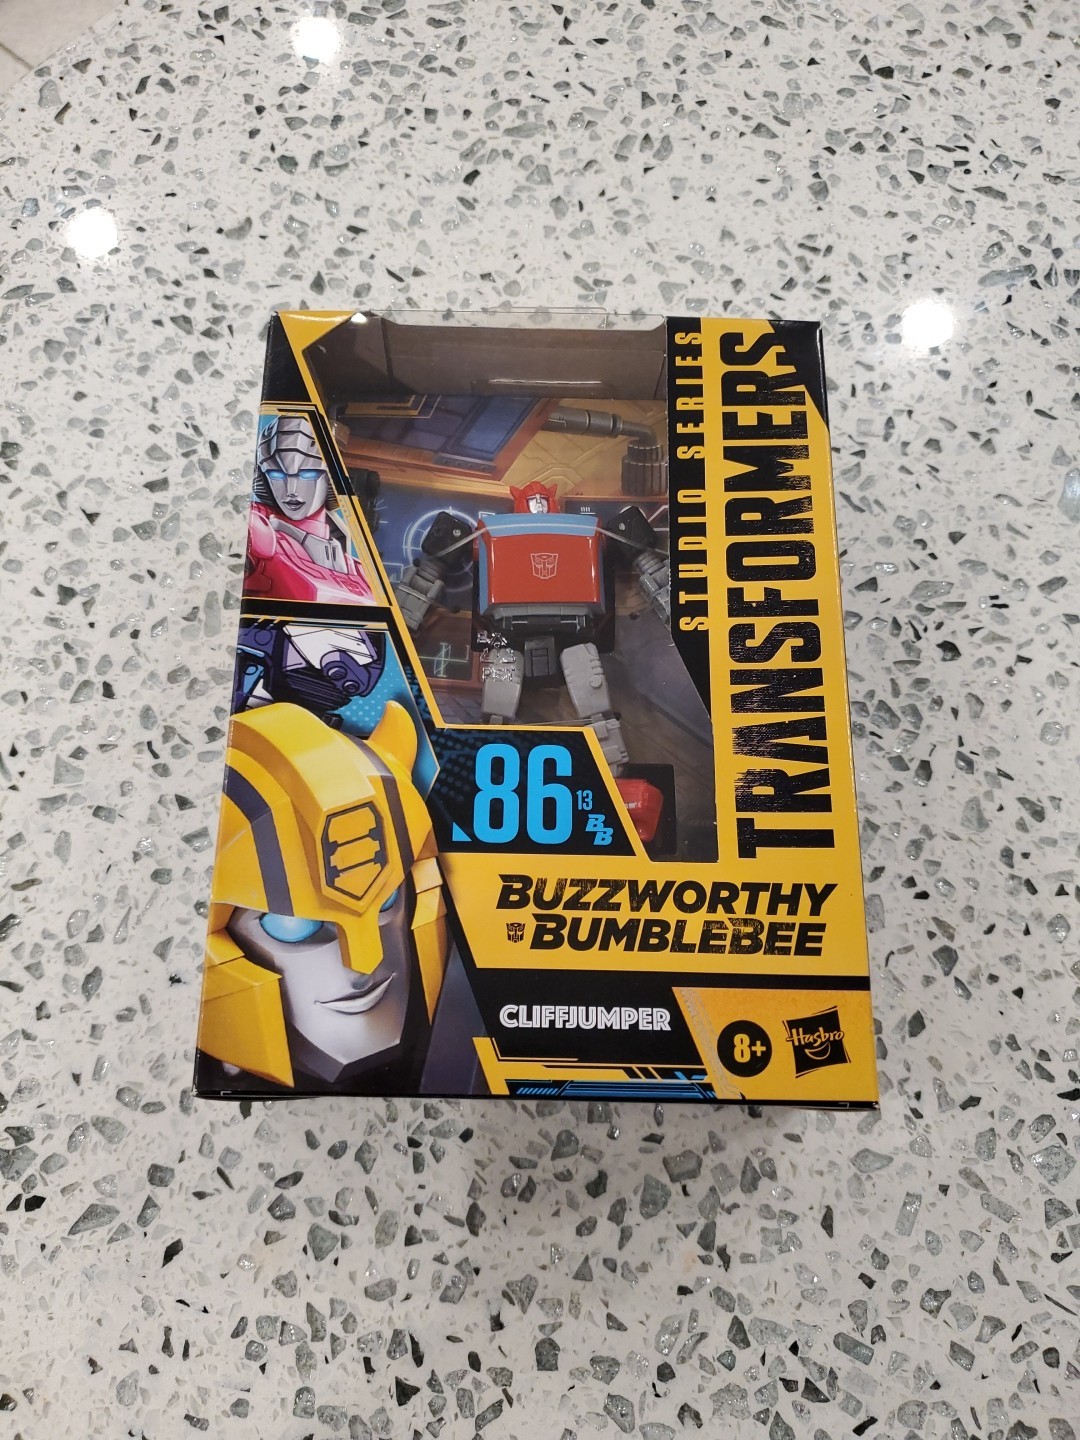 STUDIO SERIES
TRANSFORMERS
86
13
BB
BUZZWORTHY
BUMBLEBEE
CLIFFJUMPER
8+
Hasbro